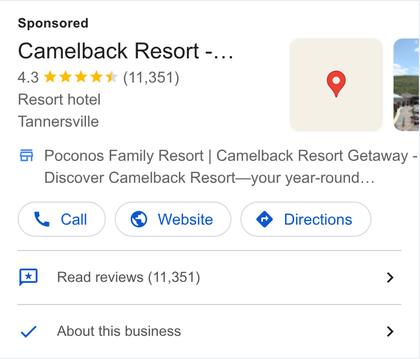 Sponsored
Camelback Resort -...
4.3 (11,351)
Resort hotel
Tannersville
Poconos Family Resort | Camelback Resort Getaway -
Discover Camelback Resort—your year-round...
Call Website Directions
Read reviews (11,351)
About this business